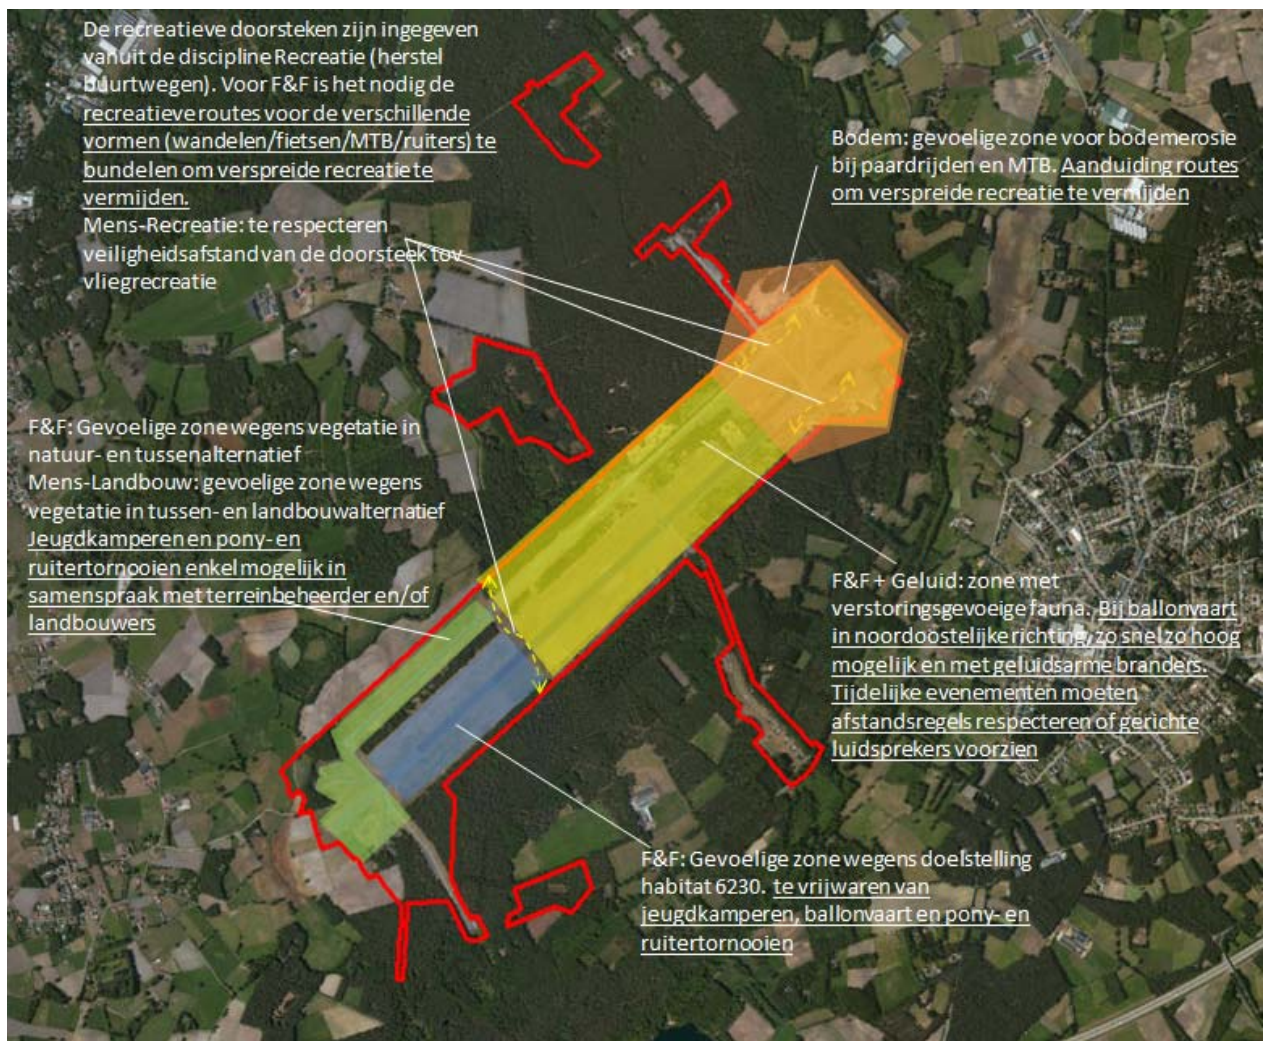 De recreatieve doorsteken zijn ingegeven
vanuit de discipline Recreatie (herstel
buurtwegen). Voor F&F is het nodig de
recreatieve routes voor de verschillende
vormen (wandelen/fietsen/MTB/ruiters) te
bundelen om verspreide recreatie te
vermijden.
Mens-Recreatie: te respecteren
veiligheidsafstand van de doorsteek tov
vliegrecreatie
Bodem: gevoelige zone voor bodemerosie
bij paardrijden en MTB. Aanduiding routes
om verspreide recreatie te vermijden
F&F: Gevoelige zone wegens vegetatie in
natuur- en tussenalternatief
Mens-Landbouw: gevoelige zone wegens
vegetatie in tussen- en landbouwalternatief
Jeugdkamperen en pony- en
ruitertornooien enkel mogelijk in
samenspraak met terreinbeheerder en/of
landbouwers
F&F + Geluid: zone met
verstoringsgevoeige fauna. Bij ballonvaart
in noordoostelijke richting, zo snel zo hoog
mogelijk en met geluidsarme branders.
Tijdelijke evenementen moeten
afstandsregels respecteren of gerichte
luidsprekers voorzien
F&F: Gevoelige zone wegens doelstelling
habitat 6230. te vrijwaren van
jeugdkamperen, ballonvaart en pony- en
ruitertornooien